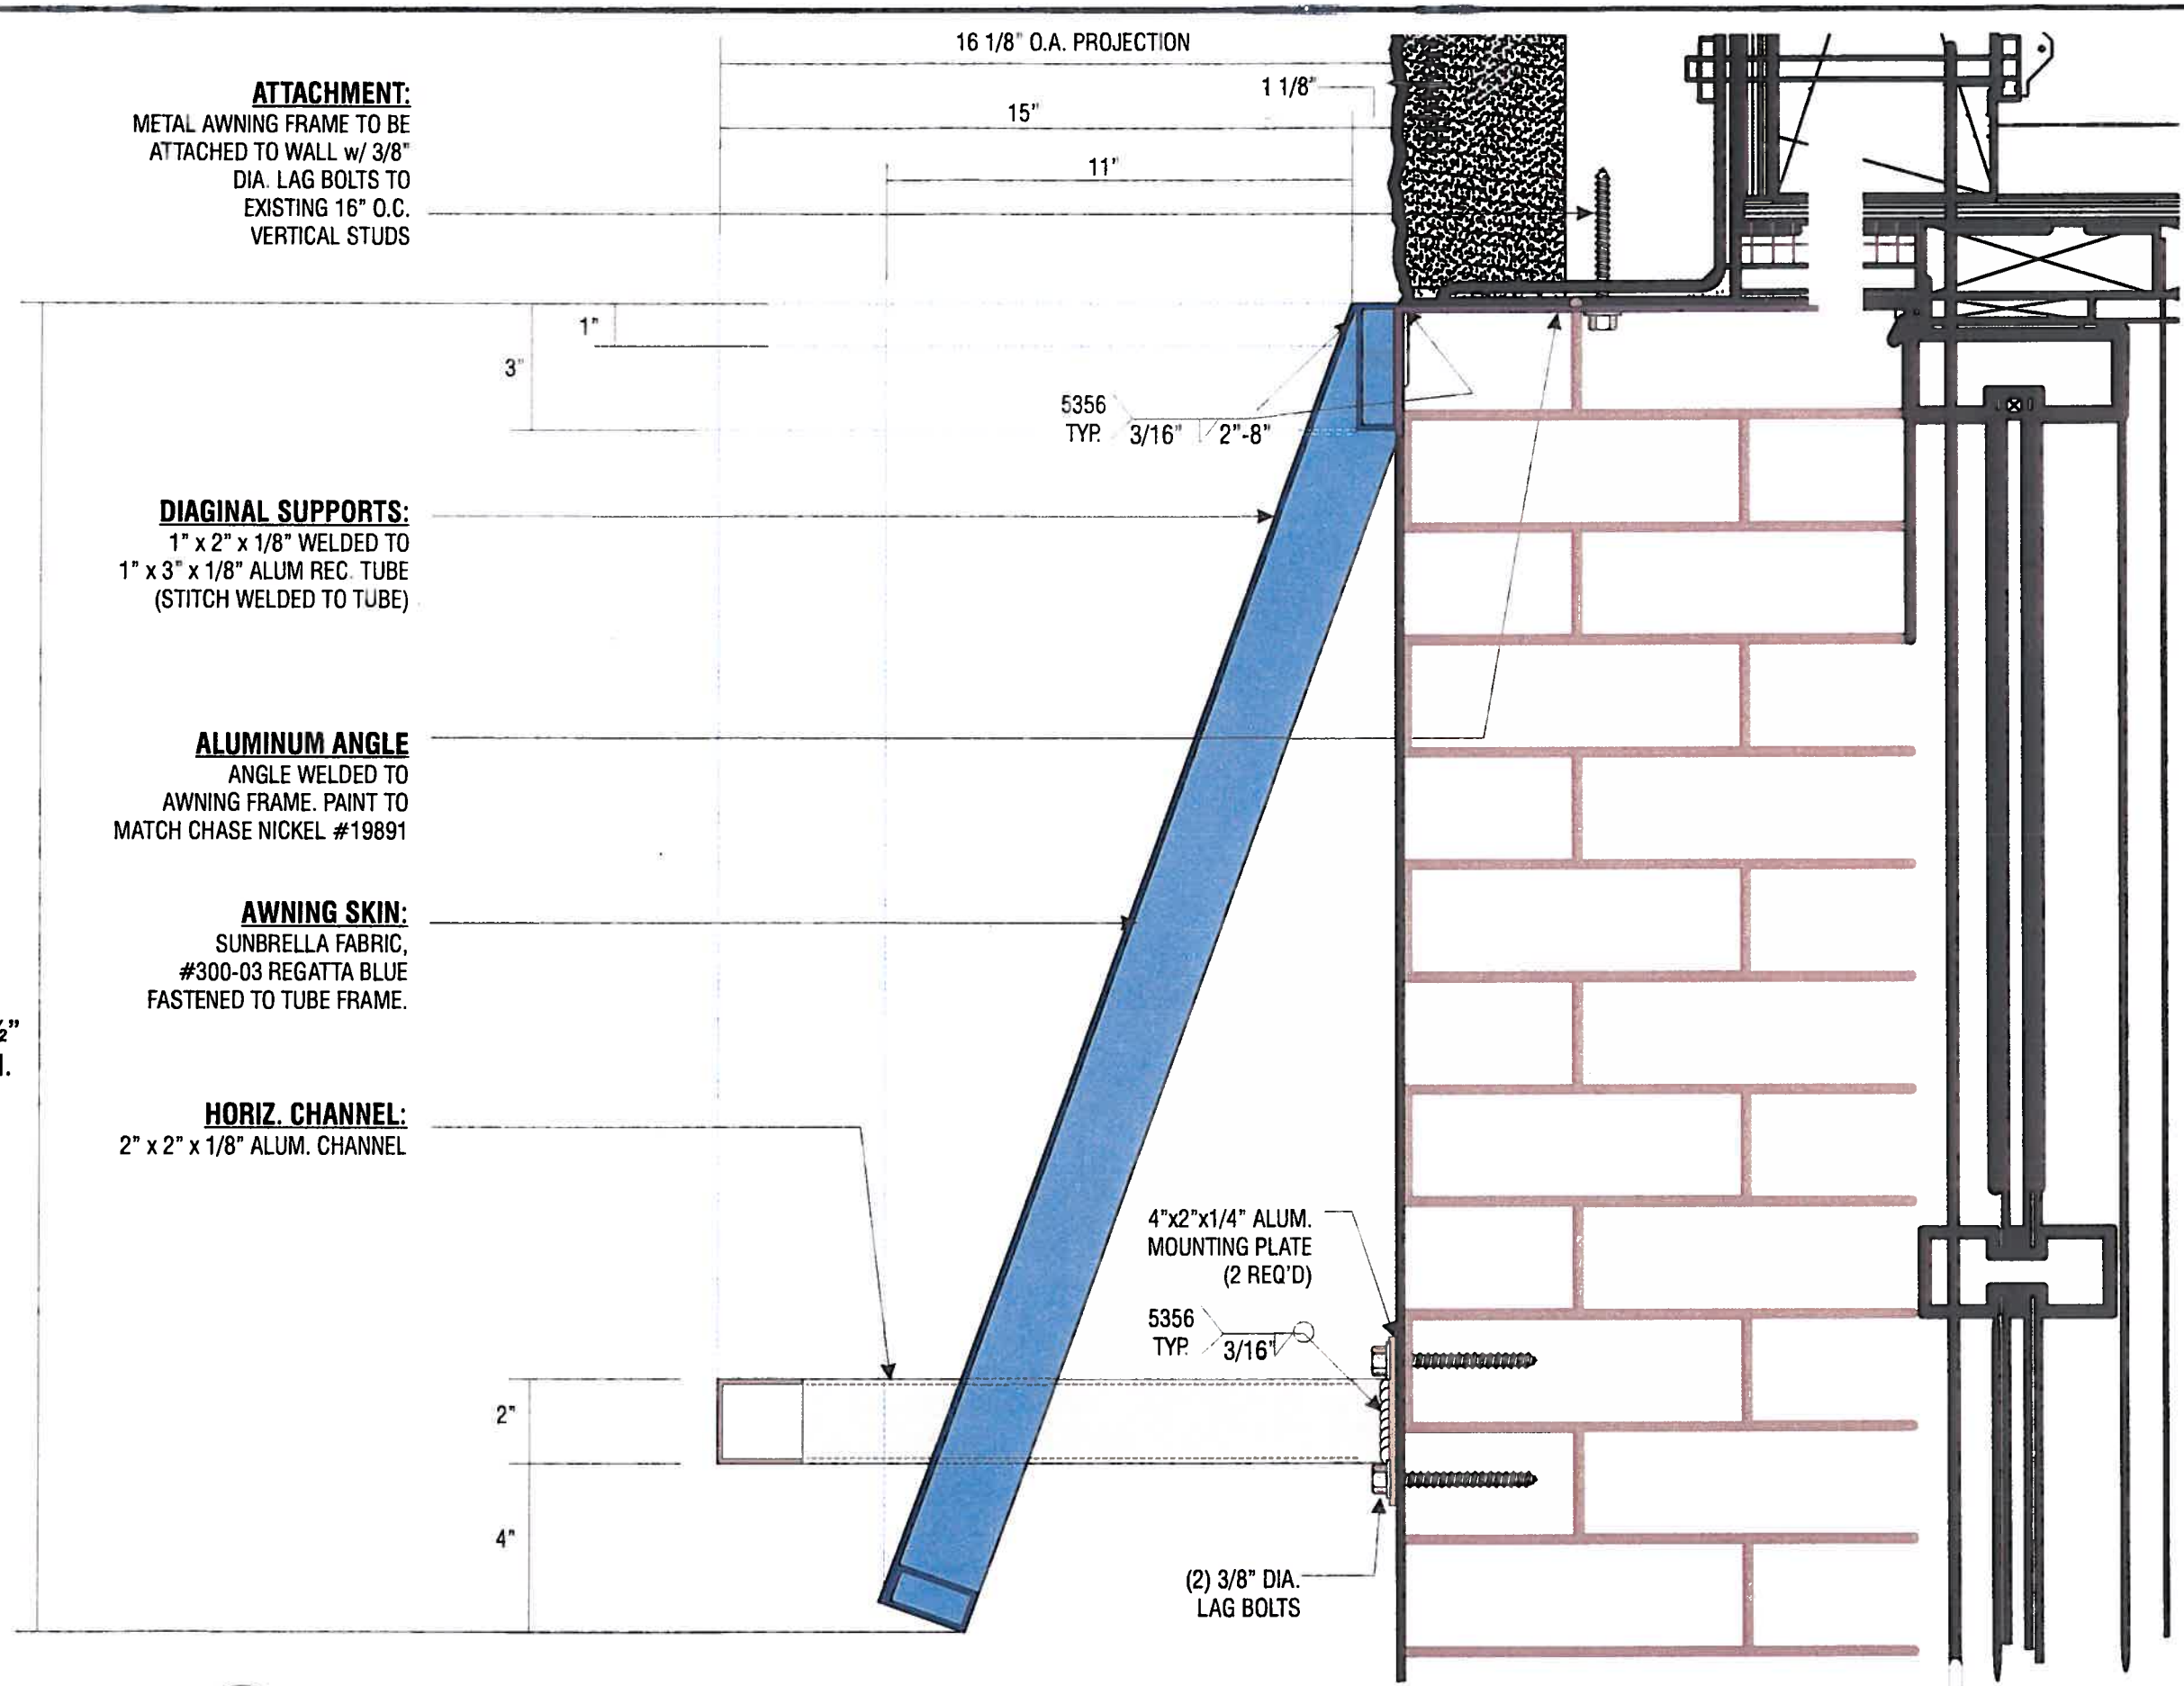 16 1/8" O.A. PROJECTION
1 1/8"
15"
11"
ATTACHMENT:
METAL AWNING FRAME TO BE
ATTACHED TO WALL w/ 3/8"
DIA. LAG BOLTS TO
EXISTING 16" O.C.
VERTICAL STUDS
1"
3"
5356
TYP.
3/16"
2"-8"
DIAGINAL SUPPORTS:
1" x 2" x 1/8" WELDED TO
1" x 3" x 1/8" ALUM REC. TUBE
(STITCH WELDED TO TUBE)
ALUMINUM ANGLE
ANGLE WELDED TO
AWNING FRAME. PAINT TO
MATCH CHASE NICKEL #19891
AWNING SKIN:
SUNBRELLA FABRIC,
#300-03 REGATTA BLUE
FASTENED TO TUBE FRAME.
½"
HORIZ. CHANNEL:
2" x 2" x 1/8" ALUM. CHANNEL
4"x2"x1/4" ALUM.
MOUNTING PLATE
(2 REQ'D)
5356
TYP.
3/16"
2"
4"
(2) 3/8" DIA.
LAG BOLTS